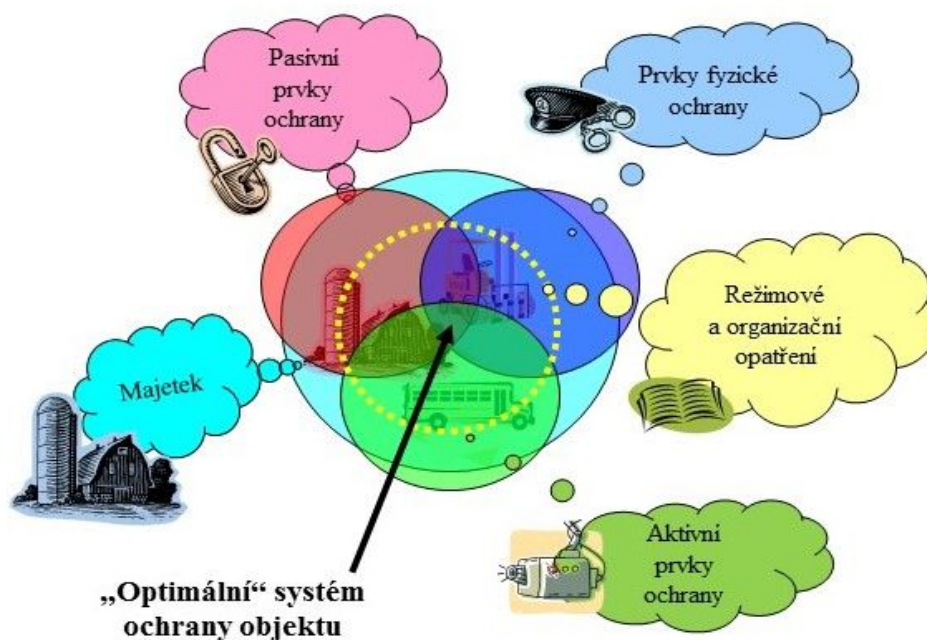 Pasivní
prvky
ochrany
Prvky fyzické
ochrany
Režimové
a organizační
opatření
Majetek
Aktivní
prvky
ochrany
„Optimální“ systém
ochrany objektu